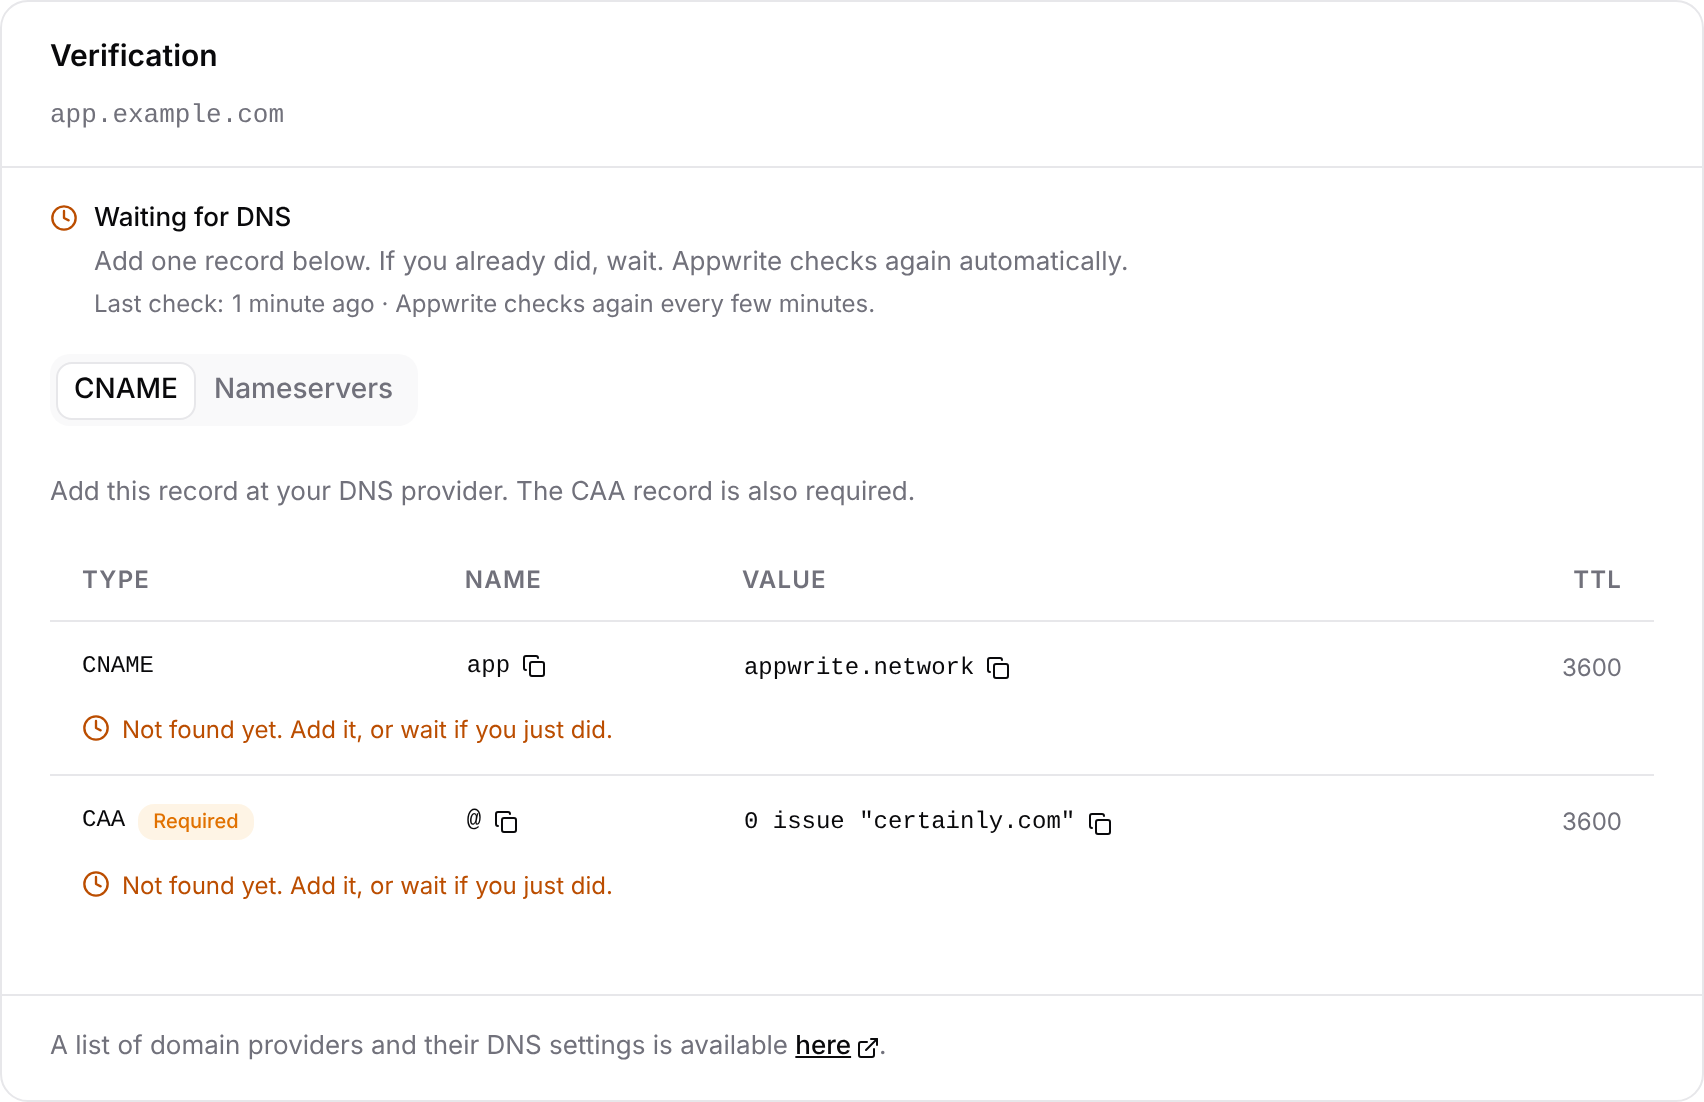 Verification
app.example.com
Waiting for DNS
Add one record below. If you already did, wait. Appwrite checks again automatically.
Last check: 1 minute ago · Appwrite checks again every few minutes.
CNAME Nameservers
Add this record at your DNS provider. The CAA record is also required.
TYPE NAME VALUE TTL
CNAME app appwrite.network 3600
Not found yet. Add it, or wait if you just did.
CAA Required @ 0 issue "certainly.com" 3600
Not found yet. Add it, or wait if you just did.
A list of domain providers and their DNS settings is available here.